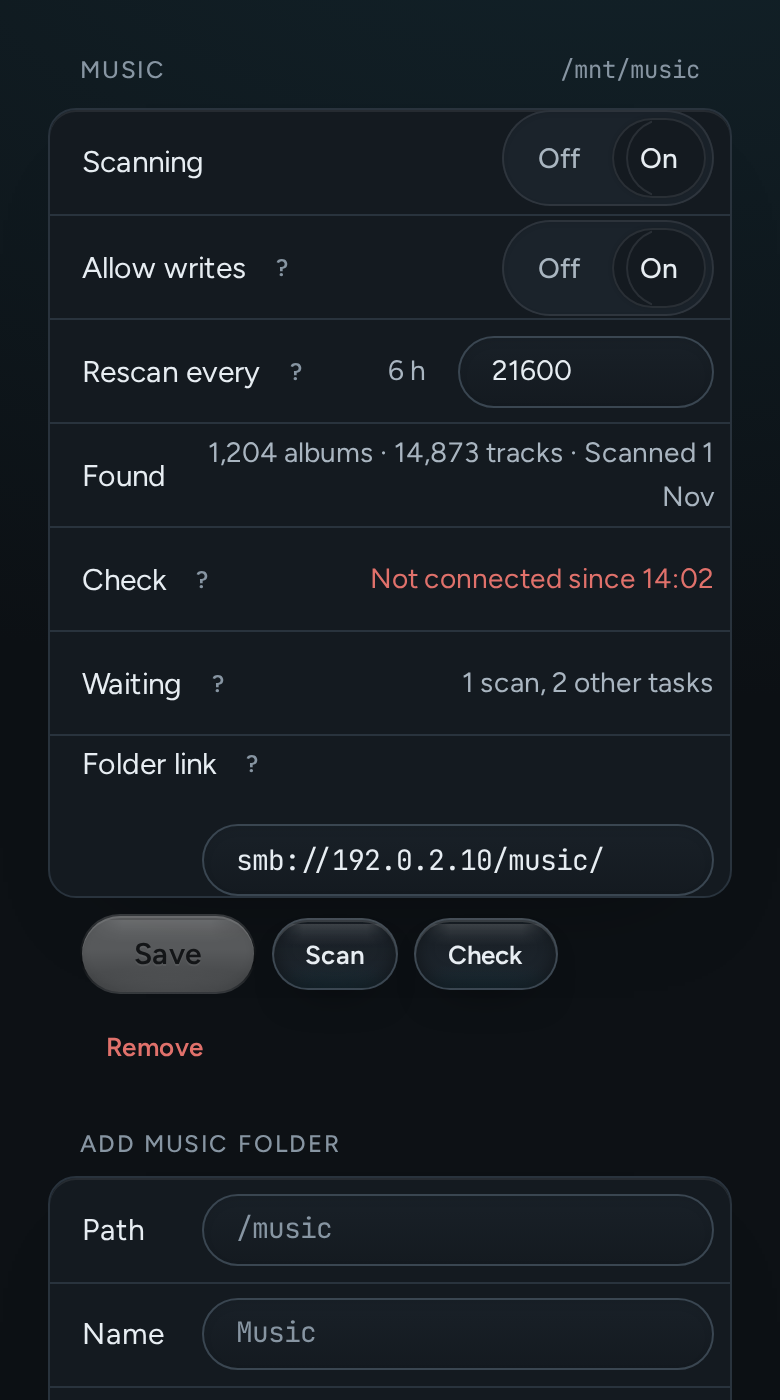 MUSIC /mnt/music
Scanning Off On
Allow writes ? Off On
Rescan every ? 6 h 21600
Found 1,204 albums · 14,873 tracks · Scanned 1
Nov
Check ? Not connected since 14:02
Waiting ? 1 scan, 2 other tasks
Folder link ?
smb://192.0.2.10/music/
Save Scan Check
Remove
ADD MUSIC FOLDER
Path /music
Name Music